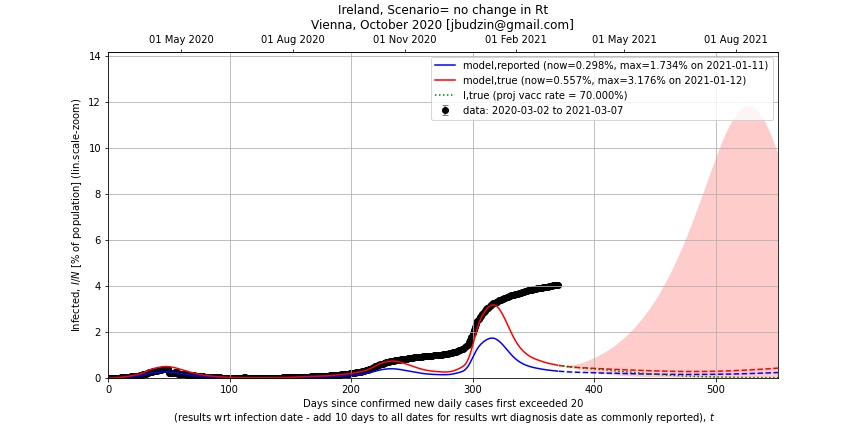 Ireland, Scenario= no change in Rt
Vienna, October 2020 [jbudzin@gmail.com]
01 May 2020 01 Aug 2020 01 Nov 2020 01 Feb 2021 01 May 2021 01 Aug 2021
model,reported (now=0.298%, max=1.734% on 2021-01-11)
model,true (now=0.557%, max=3.176% on 2021-01-12)
I,true (proj vacc rate = 70.000%)
data: 2020-03-02 to 2021-03-07
Infected, I/N [% of population] (lin.scale-zoom)
14
12
10
8
6
4
2
0
0 100 200 300 400 500
Days since confirmed new daily cases first exceeded 20
(results wrt infection date - add 10 days to all dates for results wrt diagnosis date as commonly reported), t